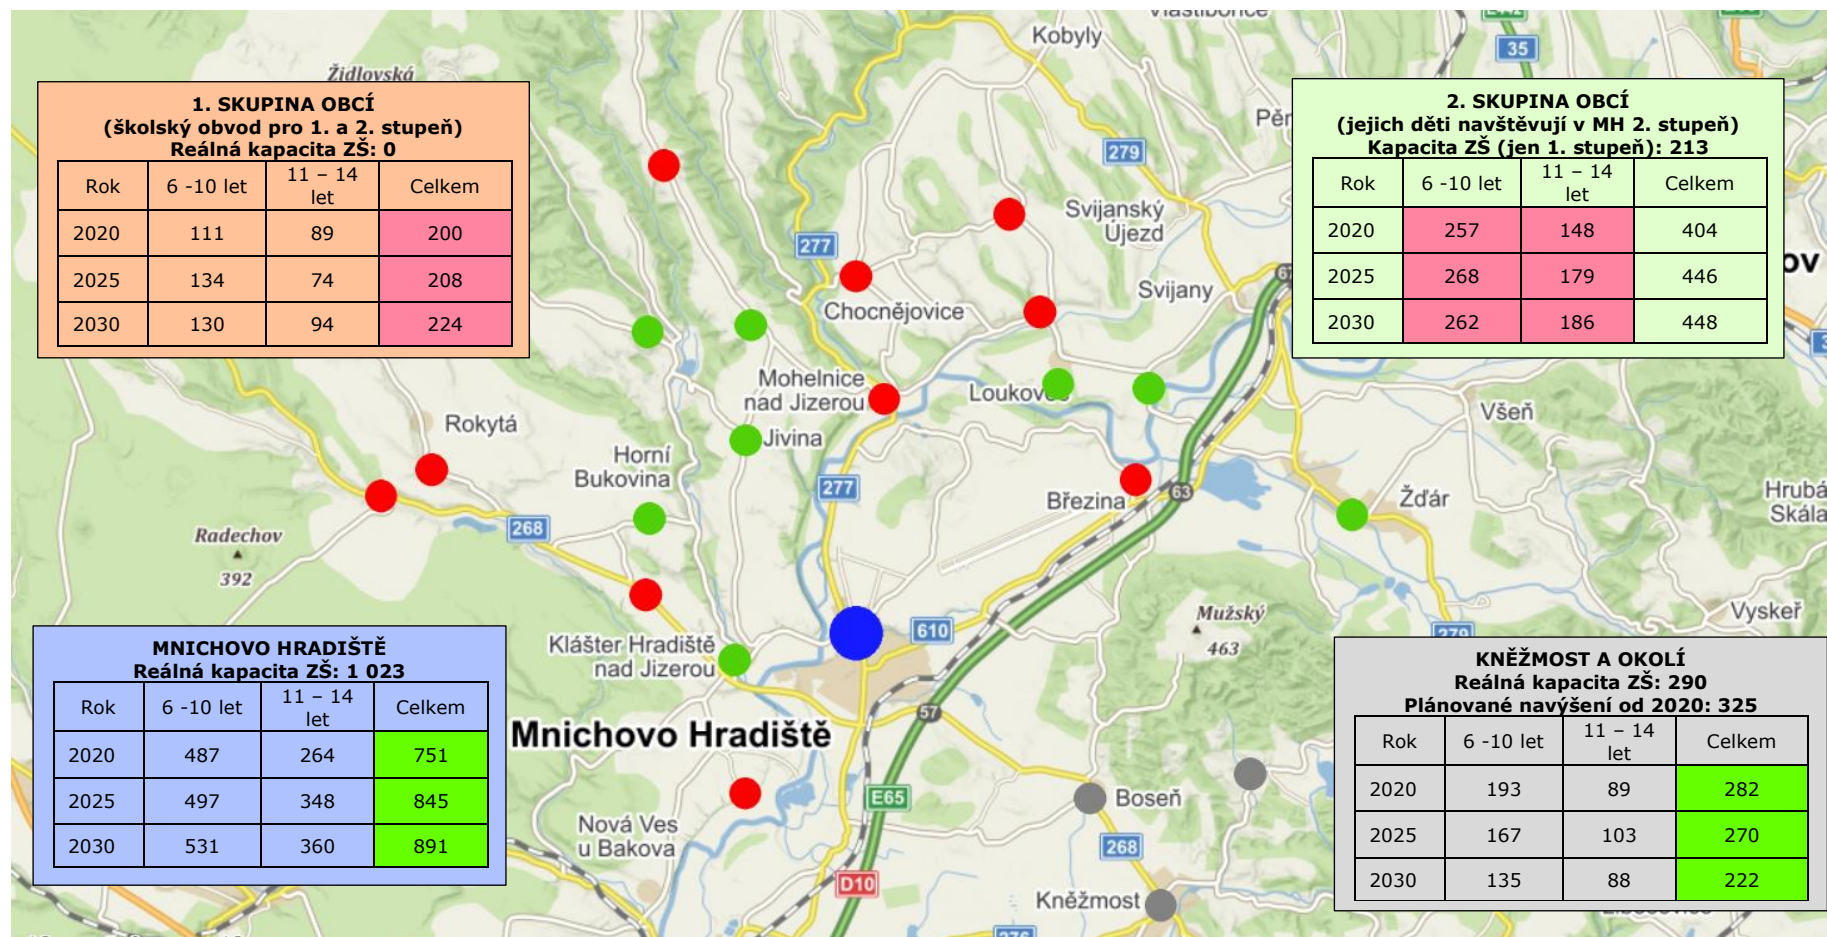 Vlastibořice
Kobyly
35
Židlovská
1. SKUPINA OBCÍ
(školský obvod pro 1. a 2. stupeň)
Reálná kapacita ZŠ: 0
Rok 6 -10 let 11 – 14 let Celkem
2020 111 89 200
2025 134 74 208
2030 130 94 224
2. SKUPINA OBCÍ
(jejich děti navštěvují v MH 2. stupeň)
Kapacita ZŠ (jen 1. stupeň): 213
Rok 6 -10 let 11 – 14 let Celkem
2020 257 148 404
2025 268 179 446
2030 262 186 448
279
277
Svijanský
Újezd
Svijany
Chocnějovice
Mohelnice
nad Jizerou
Loukovec
Všeň
Rokytá
Jivina
Horní
Bukovina
277
Březina
63
Žďár
Hrubá
Skála
268
Radechov
392
Mužský
463
Vyskeř
610
279
Klášter Hradiště
nad Jizerou
57
Mnichovo Hradiště
MNICHOVO HRADIŠTĚ
Reálná kapacita ZŠ: 1 023
Rok 6 -10 let 11 – 14 let Celkem
2020 487 264 751
2025 497 348 845
2030 531 360 891
KNĚŽMOST A OKOLÍ
Reálná kapacita ZŠ: 290
Plánované navýšení od 2020: 325
Rok 6 -10 let 11 – 14 let Celkem
2020 193 89 282
2025 167 103 270
2030 135 88 222
E65
Boseň
Nová Ves
u Bakova
268
D10
Kněžmost
276